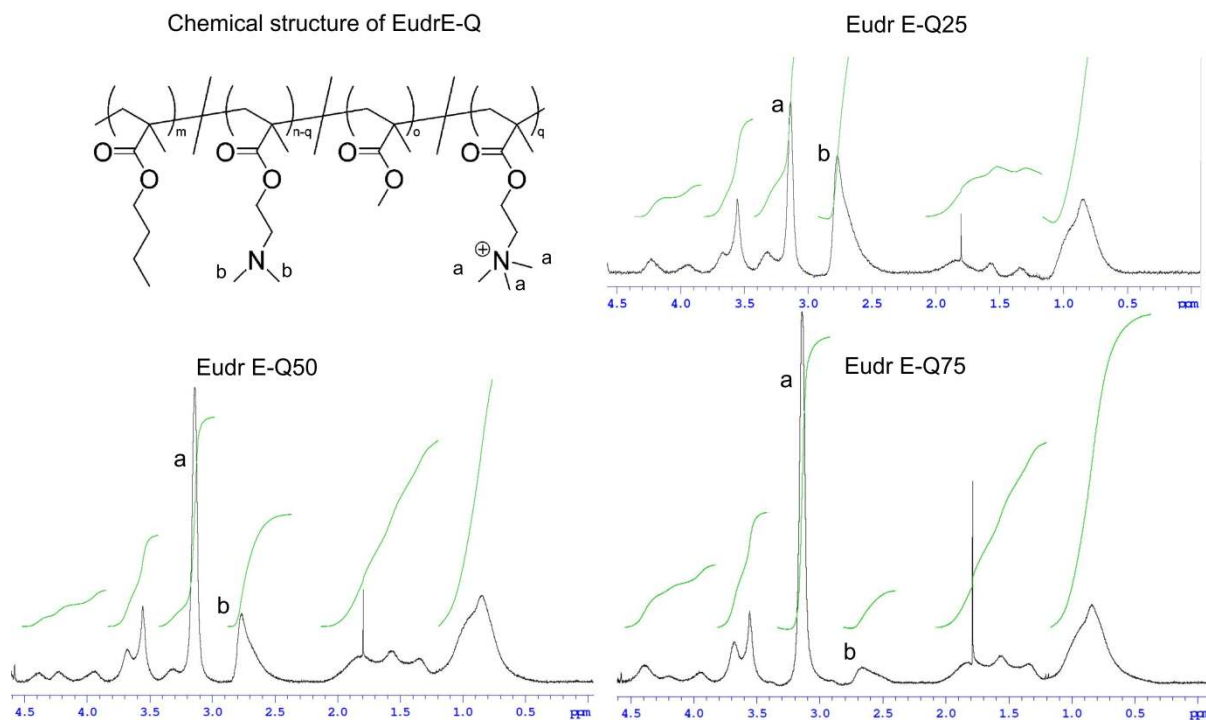 Chemical structure of EudrE-Q
m n-q o q
O O O O
O O O O
N N ⊕
b b a a a
Eudr E-Q25
a
b
4.5 4.0 3.5 3.0 2.5 2.0 1.5 1.0 0.5 ppm
Eudr E-Q50
a
b
4.5 4.0 3.5 3.0 2.5 2.0 1.5 1.0 0.5 ppm
Eudr E-Q75
a
b
4.5 4.0 3.5 3.0 2.5 2.0 1.5 1.0 0.5 ppm